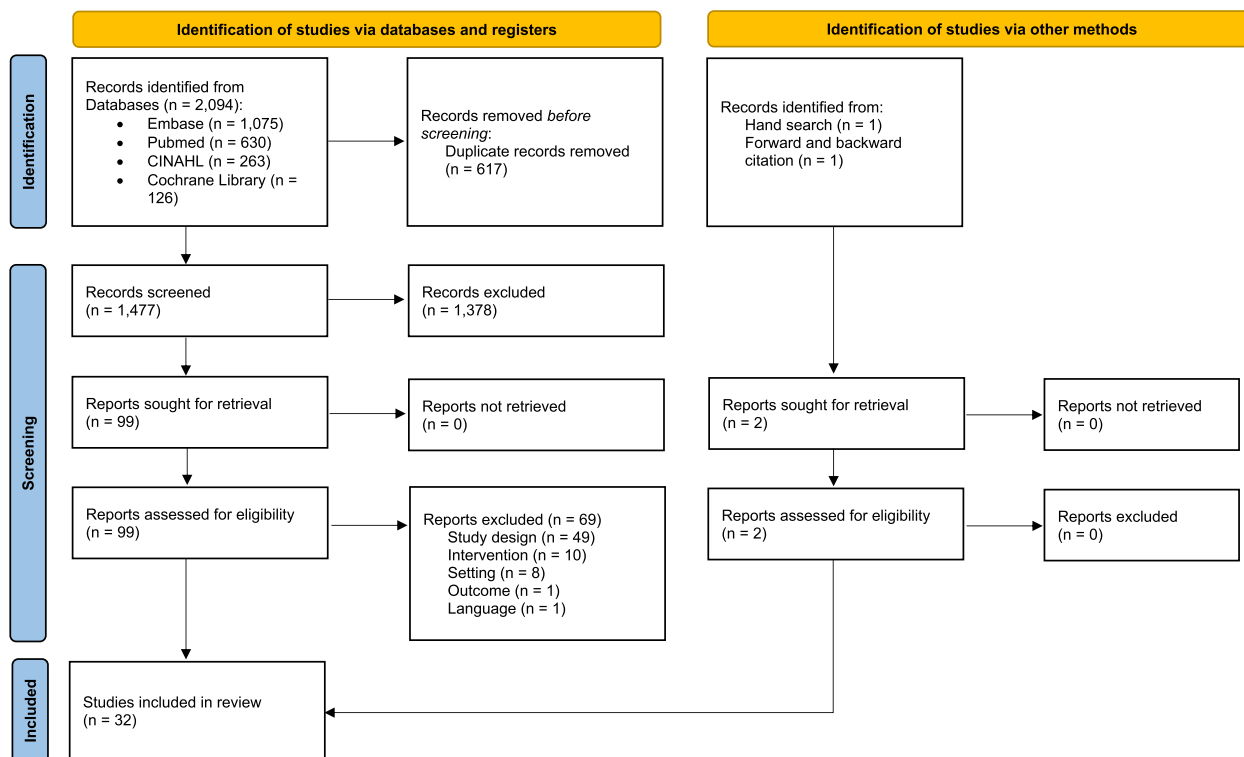 Identification of studies via databases and registers
Identification of studies via other methods
Identification
Records identified from
Databases (n = 2,094):
• Embase (n = 1,075)
• Pubmed (n = 630)
• CINAHL (n = 263)
• Cochrane Library (n =
126)
Records removed before
screening:
Duplicate records removed
(n = 617)
Records identified from:
Hand search (n = 1)
Forward and backward
citation (n = 1)
Screening
Records screened
(n = 1,477)
Records excluded
(n = 1,378)
Reports sought for retrieval
(n = 99)
Reports not retrieved
(n = 0)
Reports sought for retrieval
(n = 2)
Reports not retrieved
(n = 0)
Reports assessed for eligibility
(n = 99)
Reports excluded (n = 69)
Study design (n = 49)
Intervention (n = 10)
Setting (n = 8)
Outcome (n = 1)
Language (n = 1)
Reports assessed for eligibility
(n = 2)
Reports excluded
(n = 0)
Included
Studies included in review
(n = 32)